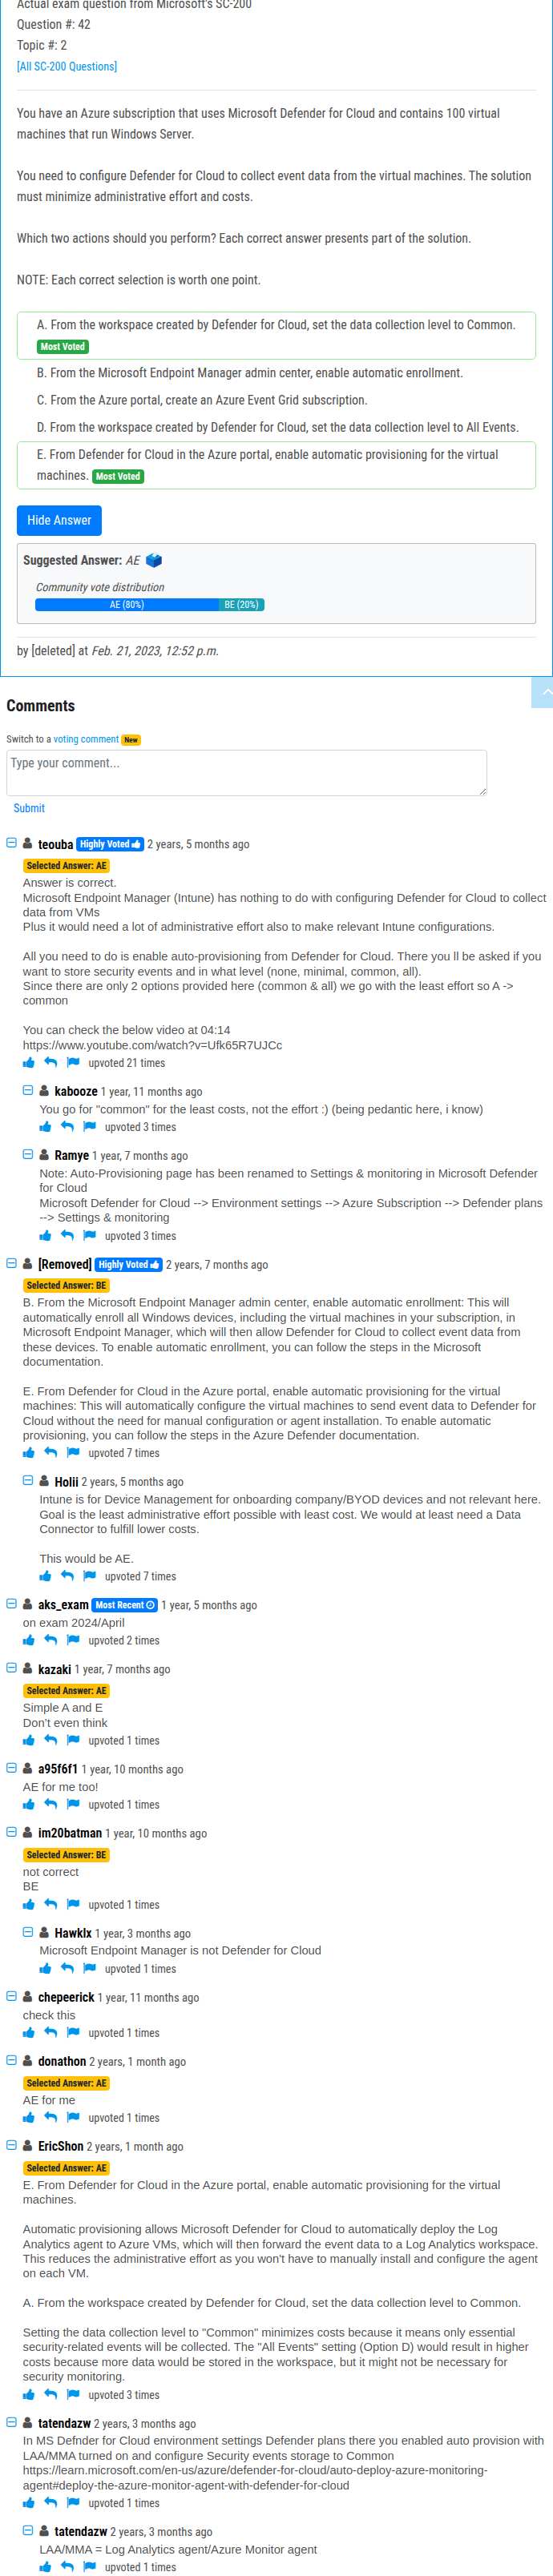 Actual exam question from Microsoft's SC-200
Question #: 42
Topic #: 2
[All SC-200 Questions]
You have an Azure subscription that uses Microsoft Defender for Cloud and contains 100 virtual
machines that run Windows Server.
You need to configure Defender for Cloud to collect event data from the virtual machines. The solution
must minimize administrative effort and costs.
Which two actions should you perform? Each correct answer presents part of the solution.
NOTE: Each correct selection is worth one point.
A. From the workspace created by Defender for Cloud, set the data collection level to Common.
Most Voted
B. From the Microsoft Endpoint Manager admin center, enable automatic enrollment.
C. From the Azure portal, create an Azure Event Grid subscription.
D. From the workspace created by Defender for Cloud, set the data collection level to All Events.
E. From Defender for Cloud in the Azure portal, enable automatic provisioning for the virtual
machines. Most Voted
Hide Answer
Suggested Answer: AE
Community vote distribution
AE (80%) BE (20%)
by [deleted] at Feb. 21, 2023, 12:52 p.m.
Comments
Switch to a voting comment New
Type your comment...
Submit
teouba Highly Voted 2 years, 5 months ago
Selected Answer: AE
Answer is correct.
Microsoft Endpoint Manager (Intune) has nothing to do with configuring Defender for Cloud to collect
data from VMs
Plus it would need a lot of administrative effort also to make relevant Intune configurations.
All you need to do is enable auto-provisioning from Defender for Cloud. There you ll be asked if you
want to store security events and in what level (none, minimal, common, all).
Since there are only 2 options provided here (common & all) we go with the least effort so A ->
common
You can check the below video at 04:14
https://www.youtube.com/watch?v=Ufk65R7UJCc
upvoted 21 times
kabooze 1 year, 11 months ago
You go for "common" for the least costs, not the effort :) (being pedantic here, i know)
upvoted 3 times
Ramye 1 year, 7 months ago
Note: Auto-Provisioning page has been renamed to Settings & monitoring in Microsoft Defender
for Cloud
Microsoft Defender for Cloud --> Environment settings --> Azure Subscription --> Defender plans
--> Settings & monitoring
upvoted 3 times
[Removed] Highly Voted 2 years, 7 months ago
Selected Answer: BE
B. From the Microsoft Endpoint Manager admin center, enable automatic enrollment: This will
automatically enroll all Windows devices, including the virtual machines in your subscription, in
Microsoft Endpoint Manager, which will then allow Defender for Cloud to collect event data from
these devices. To enable automatic enrollment, you can follow the steps in the Microsoft
documentation.
E. From Defender for Cloud in the Azure portal, enable automatic provisioning for the virtual
machines: This will automatically configure the virtual machines to send event data to Defender for
Cloud without the need for manual configuration or agent installation. To enable automatic
provisioning, you can follow the steps in the Azure Defender documentation.
upvoted 7 times
Holii 2 years, 5 months ago
Intune is for Device Management for onboarding company/BYOD devices and not relevant here.
Goal is the least administrative effort possible with least cost. We would at least need a Data
Connector to fulfill lower costs.
This would be AE.
upvoted 7 times
aks_exam Most Recent 1 year, 5 months ago
on exam 2024/April
upvoted 2 times
kazaki 1 year, 7 months ago
Selected Answer: AE
Simple A and E
Don't even think
upvoted 1 times
a95f6f1 1 year, 10 months ago
AE for me too!
upvoted 1 times
im20batman 1 year, 10 months ago
Selected Answer: BE
not correct
BE
upvoted 1 times
Hawklx 1 year, 3 months ago
Microsoft Endpoint Manager is not Defender for Cloud
upvoted 1 times
chepeerick 1 year, 11 months ago
check this
upvoted 1 times
donathon 2 years, 1 month ago
Selected Answer: AE
AE for me
upvoted 1 times
EricShon 2 years, 1 month ago
Selected Answer: AE
E. From Defender for Cloud in the Azure portal, enable automatic provisioning for the virtual
machines.
Automatic provisioning allows Microsoft Defender for Cloud to automatically deploy the Log
Analytics agent to Azure VMs, which will then forward the event data to a Log Analytics workspace.
This reduces the administrative effort as you won't have to manually install and configure the agent
on each VM.
A. From the workspace created by Defender for Cloud, set the data collection level to Common.
Setting the data collection level to "Common" minimizes costs because it means only essential
security-related events will be collected. The "All Events" setting (Option D) would result in higher
costs because more data would be stored in the workspace, but it might not be necessary for
security monitoring.
upvoted 3 times
tatendazw 2 years, 3 months ago
In MS Defnder for Cloud environment settings Defender plans there you enabled auto provision with
LAA/MMA turned on and configure Security events storage to Common
https://learn.microsoft.com/en-us/azure/defender-for-cloud/auto-deploy-azure-monitoring-
agent#deploy-the-azure-monitor-agent-with-defender-for-cloud
upvoted 1 times
tatendazw 2 years, 3 months ago
LAA/MMA = Log Analytics agent/Azure Monitor agent
upvoted 1 times